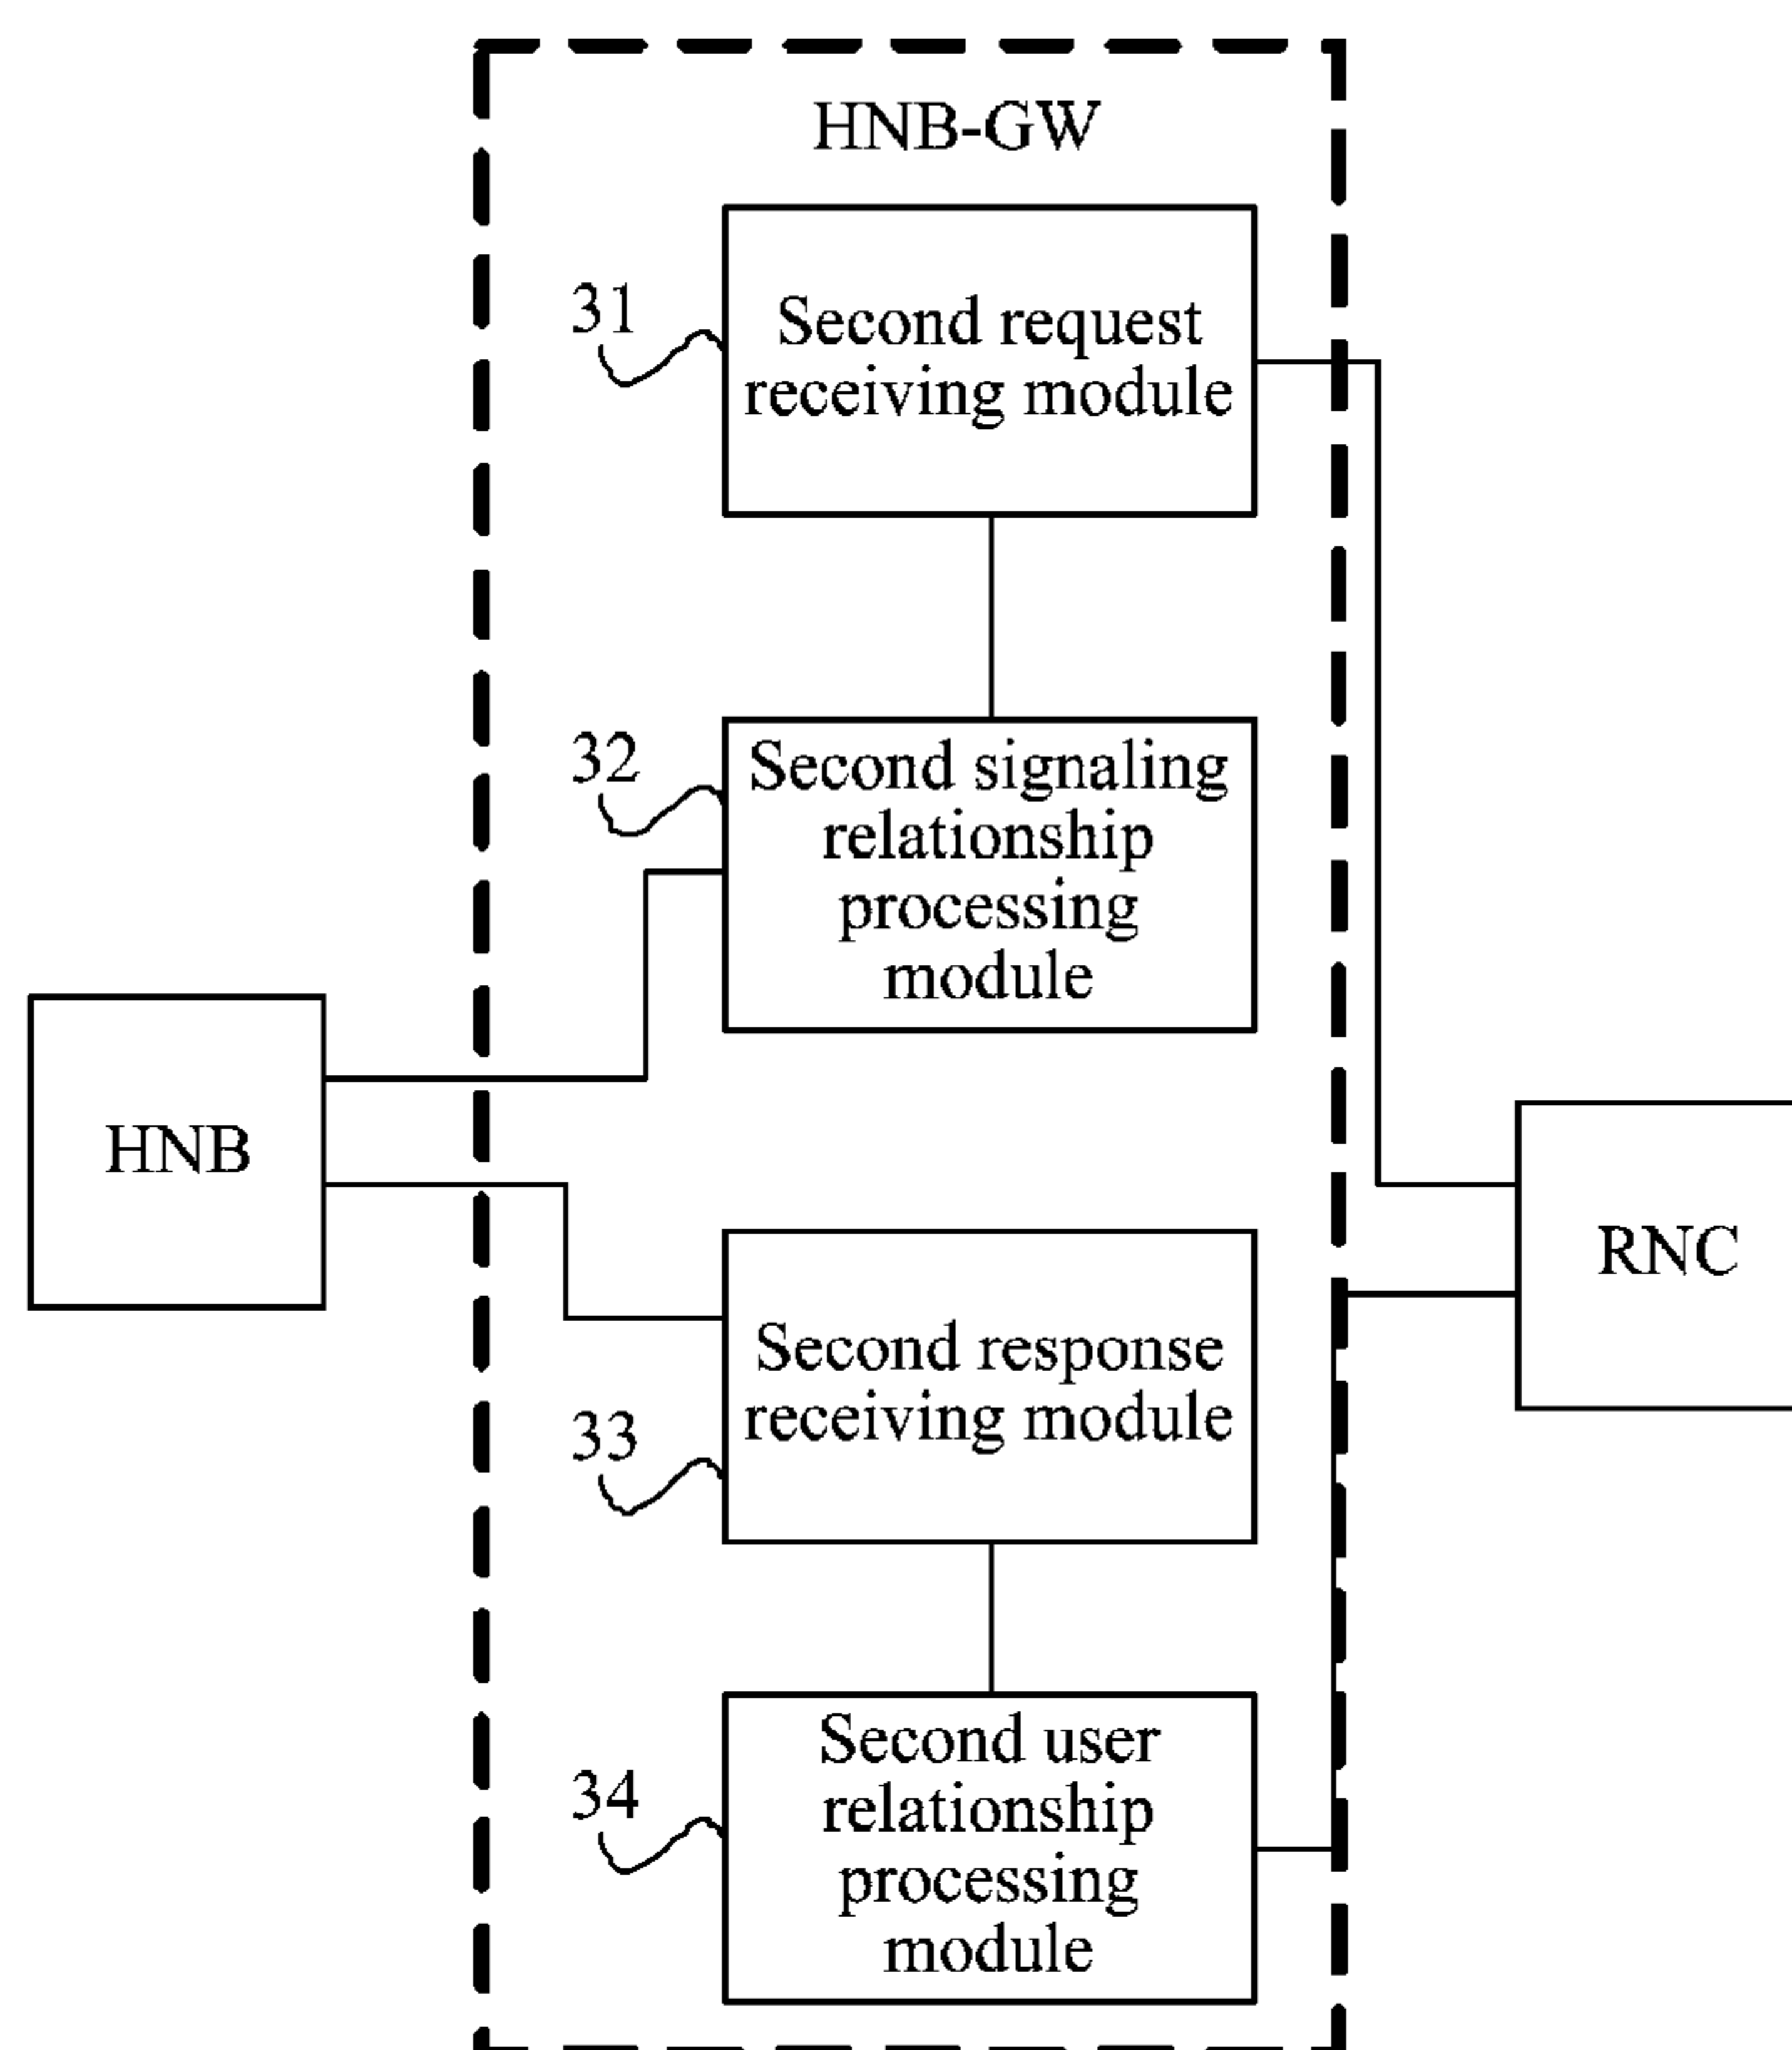 HNB-GW
31
Second request
receiving module
32
Second signaling
relationship
processing
module
HNB
RNC
Second response
receiving module
33
Second user
relationship
processing
module
34